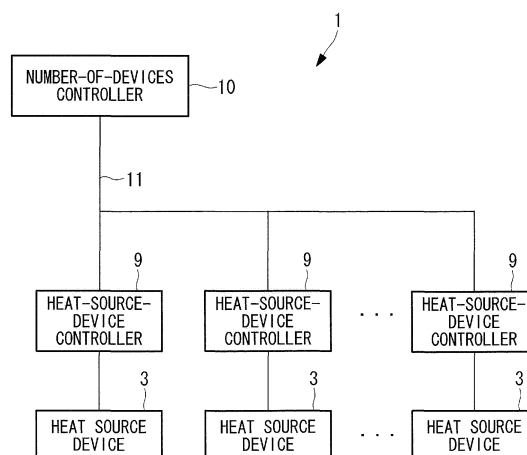 1
NUMBER-OF-DEVICES
CONTROLLER
10
11
9
9
9
HEAT-SOURCE-
DEVICE
CONTROLLER
HEAT-SOURCE-
DEVICE
CONTROLLER
. . .
HEAT-SOURCE-
DEVICE
CONTROLLER
3
3
3
HEAT SOURCE
DEVICE
HEAT SOURCE
DEVICE
. . .
HEAT SOURCE
DEVICE